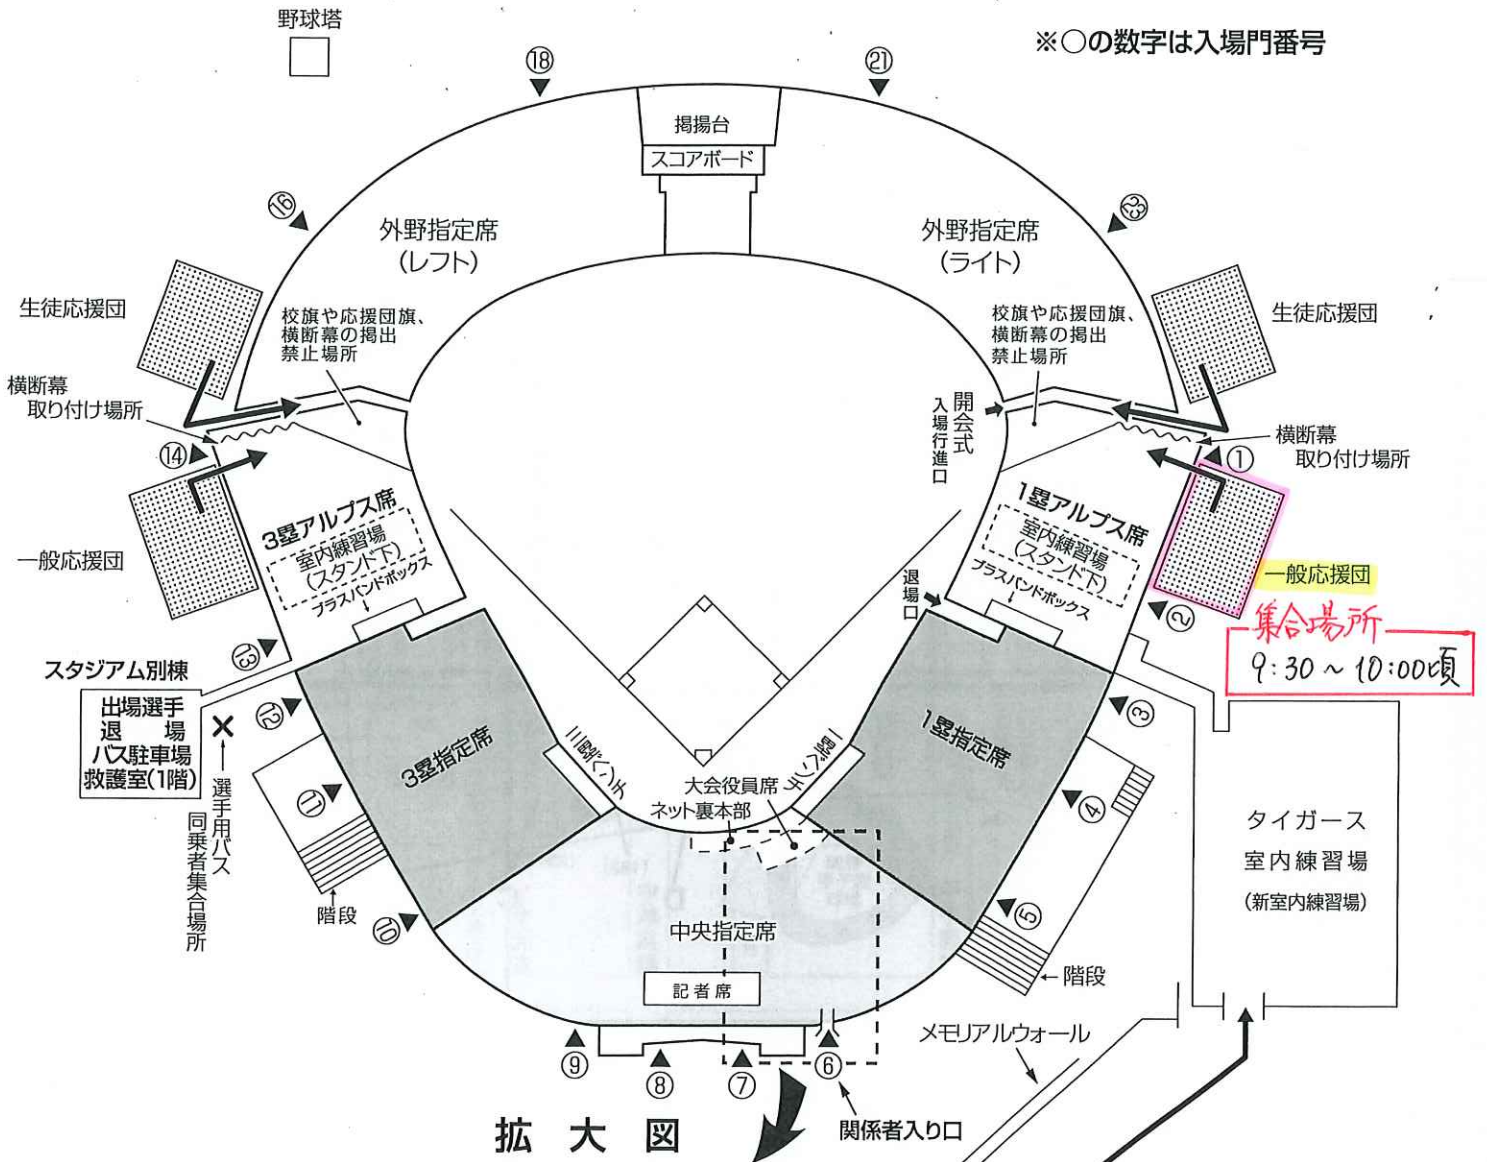 野球塔
※○の数字は入場門番号
⑱
㉑
掲揚台
スコアボード
⑯
㉓
外野指定席
(レフト)
外野指定席
(ライト)
生徒応援団
生徒応援団
校旗や応援団旗、
横断幕の掲出
禁止場所
校旗や応援団旗、
横断幕の掲出
禁止場所
横断幕
取り付け場所
開会式
入場行進口
横断幕
取り付け場所
⑭
①
3塁アルプス席
室内練習場
(スタンド下)
ブラスバンドボックス
1塁アルプス席
室内練習場
(スタンド下)
ブラスバンドボックス
一般応援団
一般応援団
退場口
②
集合場所
9:30～10:00頃
⑬
スタジアム別棟
出場選手
退　場
バス駐車場
救護室(1階)
⑫
③
選手用バス
同乗者集合場所
3塁指定席
1塁指定席
三塁ベンチ
一塁ベンチ
⑪
④
大会役員席
ネット裏本部
タイガース
室内練習場
(新室内練習場)
階段
⑩
⑤
中央指定席
階段
記者席
メモリアルウォール
⑨
⑧
⑦
⑥
拡大図
関係者入り口